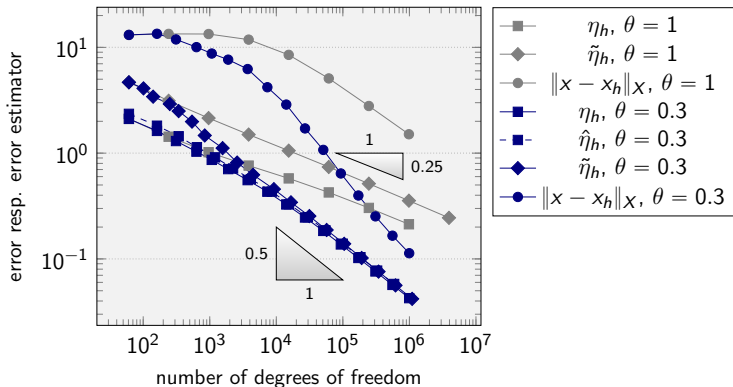 error resp. error estimator
10^1
10^0
10^{-1}
1
0.25
0.5
1
10^2
10^3
10^4
10^5
10^6
10^7
number of degrees of freedom
η_h, θ = 1
η̃_h, θ = 1
‖x − x_h‖_X, θ = 1
η_h, θ = 0.3
η̂_h, θ = 0.3
η̃_h, θ = 0.3
‖x − x_h‖_X, θ = 0.3